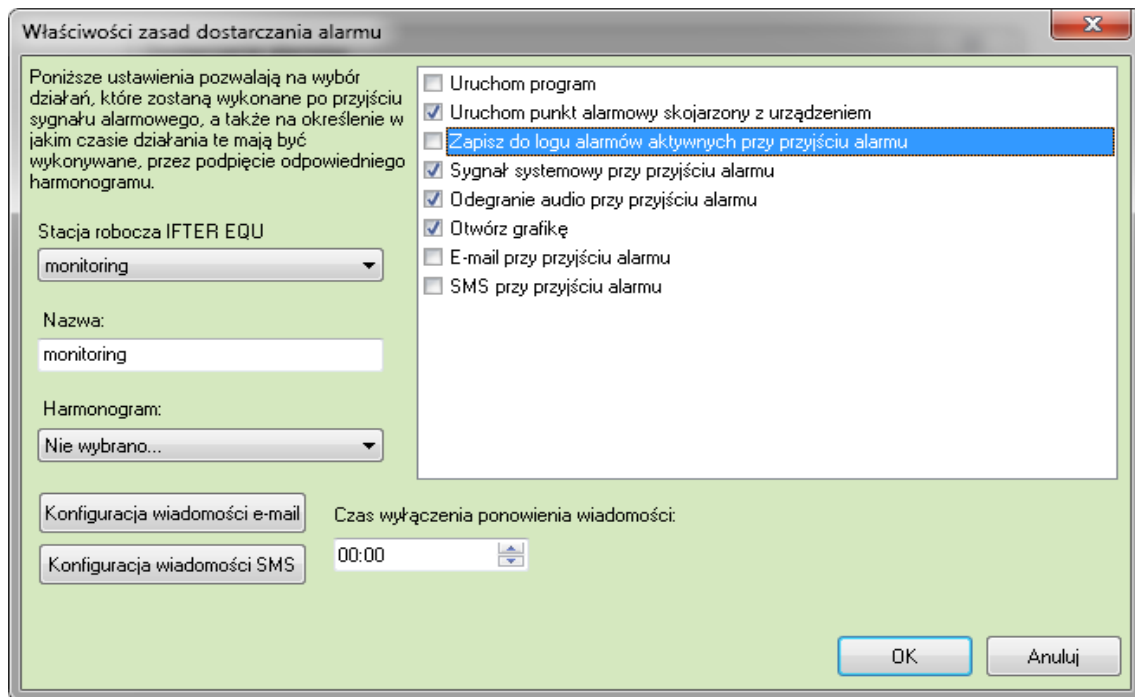 Właściwości zasad dostarczania alarmu
Poniższe ustawienia pozwalają na wybór
działań, które zostaną wykonane po przyjściu
sygnału alarmowego, a także na określenie w
jakim czasie działania te mają być
wykonywane, przez podpięcie odpowiedniego
harmonogramu.
Stacja robocza IFTER EQU
monitoring
Nazwa:
monitoring
Harmonogram:
Nie wybrano...
Uruchom program
Uruchom punkt alarmowy skojarzony z urządzeniem
Zapisz do logu alarmów aktywnych przy przyjściu alarmu
Sygnał systemowy przy przyjściu alarmu
Odegranie audio przy przyjściu alarmu
Otwórz grafikę
E-mail przy przyjściu alarmu
SMS przy przyjściu alarmu
Konfiguracja wiadomości e-mail
Konfiguracja wiadomości SMS
Czas wyłączenia ponowienia wiadomości:
00:00
OK
Anuluj